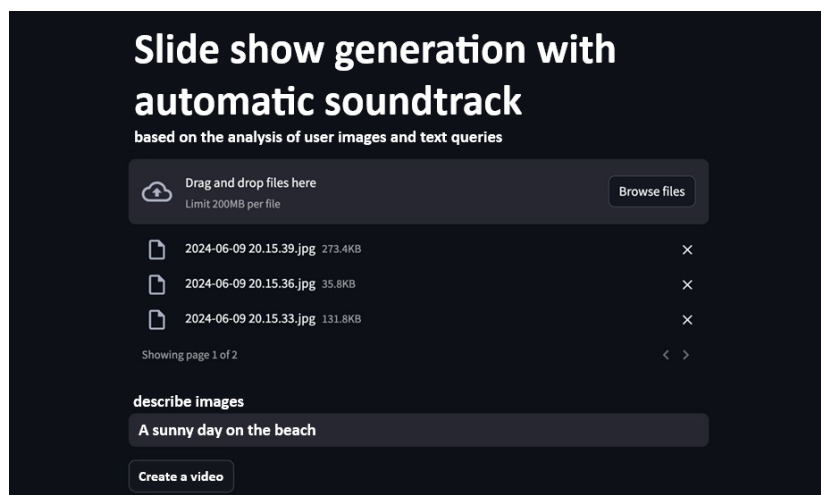 Slide show generation with
automatic soundtrack
based on the analysis of user images and text queries
Drag and drop files here
Limit 200MB per file
Browse files
2024-06-09 20.15.39.jpg 273.4KB
2024-06-09 20.15.36.jpg 35.8KB
2024-06-09 20.15.33.jpg 131.8KB
Showing page 1 of 2
describe images
A sunny day on the beach
Create a video